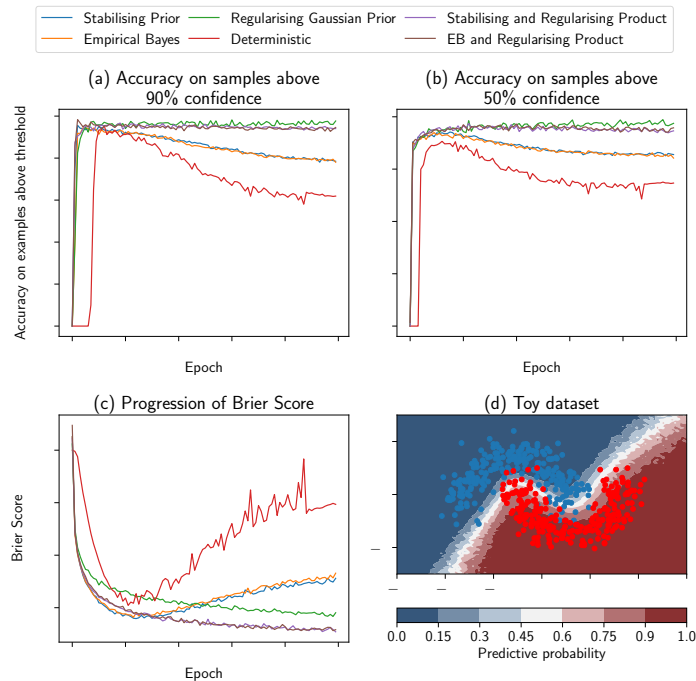 Stabilising Prior
Regularising Gaussian Prior
Stabilising and Regularising Product
Empirical Bayes
Deterministic
EB and Regularising Product
(a) Accuracy on samples above
90% confidence
(b) Accuracy on samples above
50% confidence
Accuracy on examples above threshold
Epoch
Epoch
(c) Progression of Brier Score
(d) Toy dataset
Brier Score
Epoch
0.0 0.15 0.3 0.45 0.6 0.75 0.9 1.0
Predictive probability